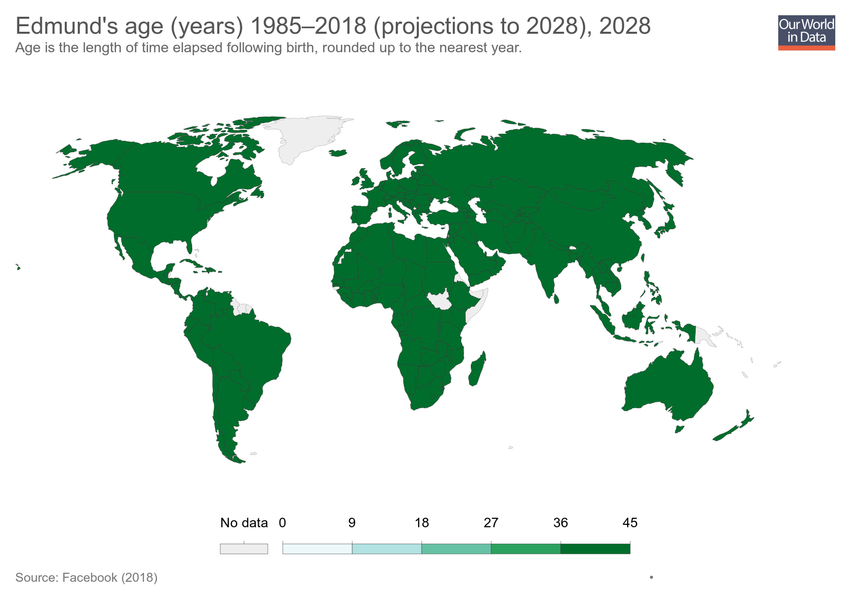 Edmund's age (years) 1985–2018 (projections to 2028), 2028
Age is the length of time elapsed following birth, rounded up to the nearest year.
Our World
in Data
No data 0 9 18 27 36 45
Source: Facebook (2018)